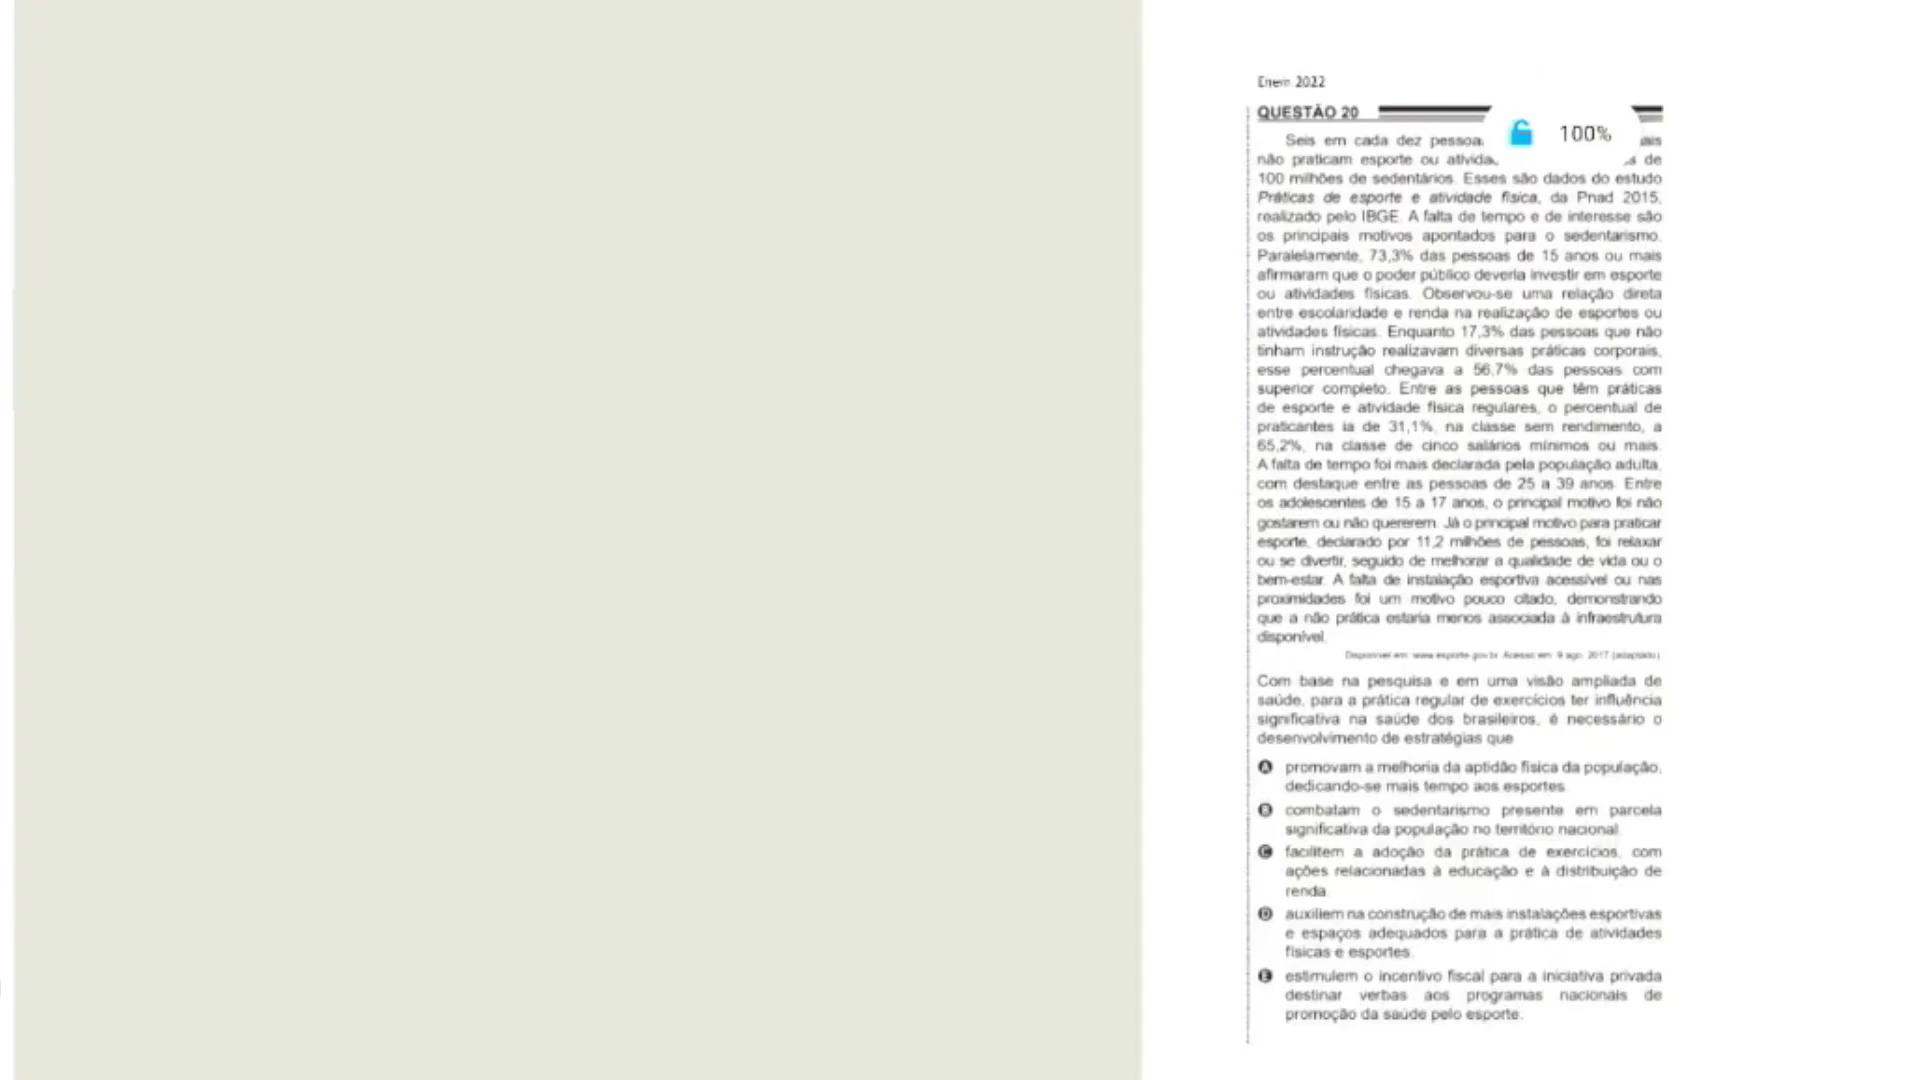 Enem 2022
QUESTÃO 20
100%
Seis em cada dez pessoa
não praticam esporte ou ativida de
100 milhões de sedentários. Esses são dados do estudo
Práticas de esporte e atividade física, da Pnad 2015,
realizado pelo IBGE. A falta de tempo e de interesse são
os principais motivos apontados para o sedentarismo.
Paralelamente, 73,3% das pessoas de 15 anos ou mais
afirmaram que o poder público deveria investir em esporte
ou atividades físicas. Observou-se uma relação direta
entre escolaridade e renda na realização de esportes ou
atividades físicas. Enquanto 17,3% das pessoas que não
tinham instrução realizavam diversas práticas corporais,
esse percentual chegava a 56,7% das pessoas com
superior completo. Entre as pessoas que têm práticas
de esporte e atividade física regulares, o percentual de
praticantes ia de 31,1%, na classe sem rendimento, a
65,2%, na classe de cinco salários mínimos ou mais.
A falta de tempo foi mais declarada pela população adulta,
com destaque entre as pessoas de 25 a 39 anos. Entre
os adolescentes de 15 a 17 anos, o principal motivo foi não
gostarem ou não quererem. Já o principal motivo para praticar
esporte, declarado por 11,2 milhões de pessoas, foi relaxar
ou se divertir, seguido de melhorar a qualidade de vida ou o
bem-estar. A falta de instalação esportiva acessível ou nas
proximidades foi um motivo pouco citado, demonstrando
que a não prática estaria menos associada à infraestrutura
disponível.
Disponível em: www.esporte.gov.br. Acesso em: 9 ago. 2017 (adaptado).
Com base na pesquisa e em uma visão ampliada de
saúde, para a prática regular de exercícios ter influência
significativa na saúde dos brasileiros, é necessário o
desenvolvimento de estratégias que
A promovam a melhoria da aptidão física da população,
dedicando-se mais tempo aos esportes.
B combatam o sedentarismo presente em parcela
significativa da população no território nacional.
C facilitem a adoção da prática de exercícios, com
ações relacionadas à educação e à distribuição de
renda.
D auxiliem na construção de mais instalações esportivas
e espaços adequados para a prática de atividades
físicas e esportes.
E estimulem o incentivo fiscal para a iniciativa privada
destinar verbas aos programas nacionais de
promoção da saúde pelo esporte.